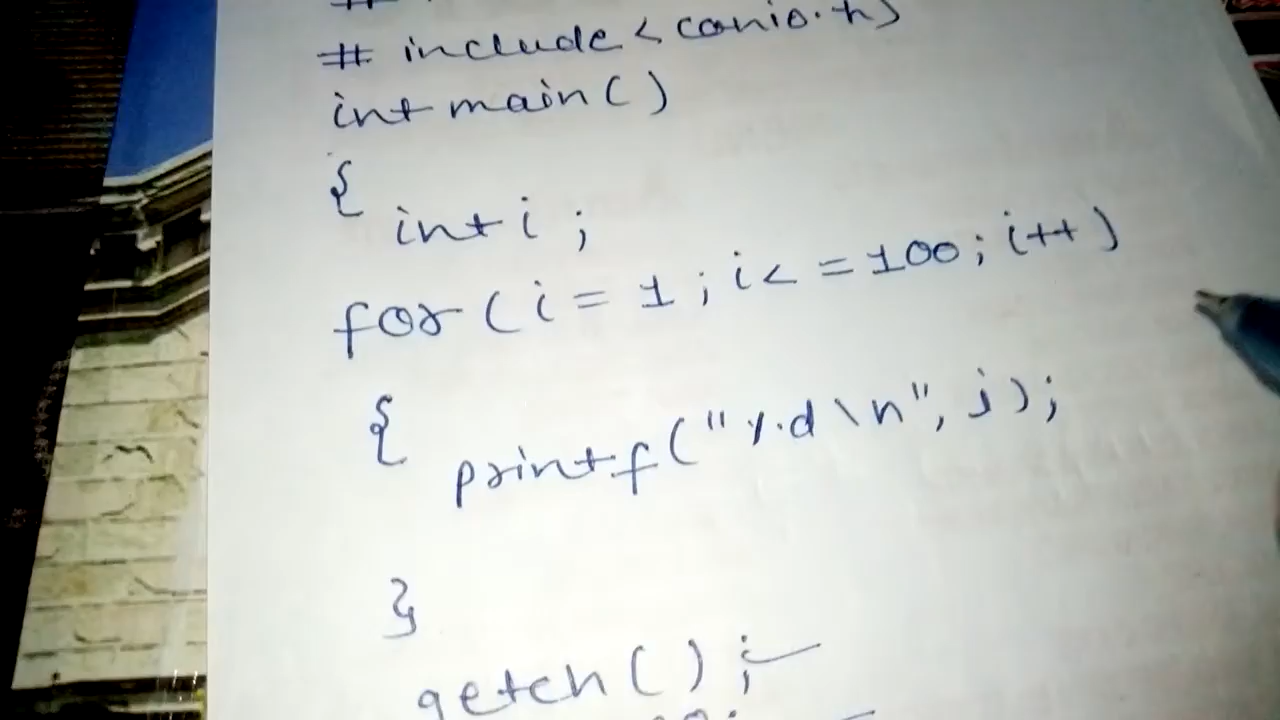 #
# include < conio.h>
int main ( )
{
int i ;
for ( i = 1 ; i < = 100 ; i++ )
{
printf ( "%d \n", j ) ;
}
getch ( ) ;